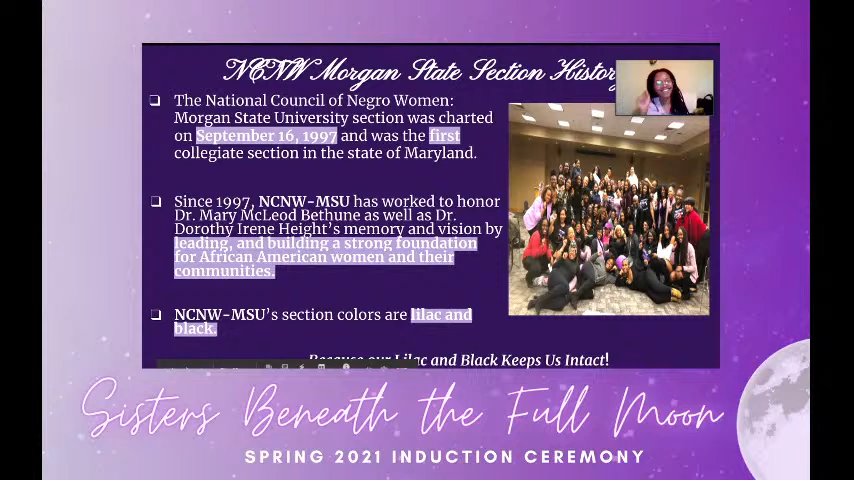 NCNW Morgan State Section History
The National Council of Negro Women:
Morgan State University section was charted
on September 16, 1997 and was the first
collegiate section in the state of Maryland.
Since 1997, NCNW-MSU has worked to honor
Dr. Mary McLeod Bethune as well as Dr.
Dorothy Irene Height's memory and vision by
leading, and building a strong foundation
for African American women and their
communities.
NCNW-MSU's section colors are lilac and
black.
Because our Lilac and Black Keeps Us Intact!
Sisters Beneath the Full Moon
SPRING 2021 INDUCTION CEREMONY